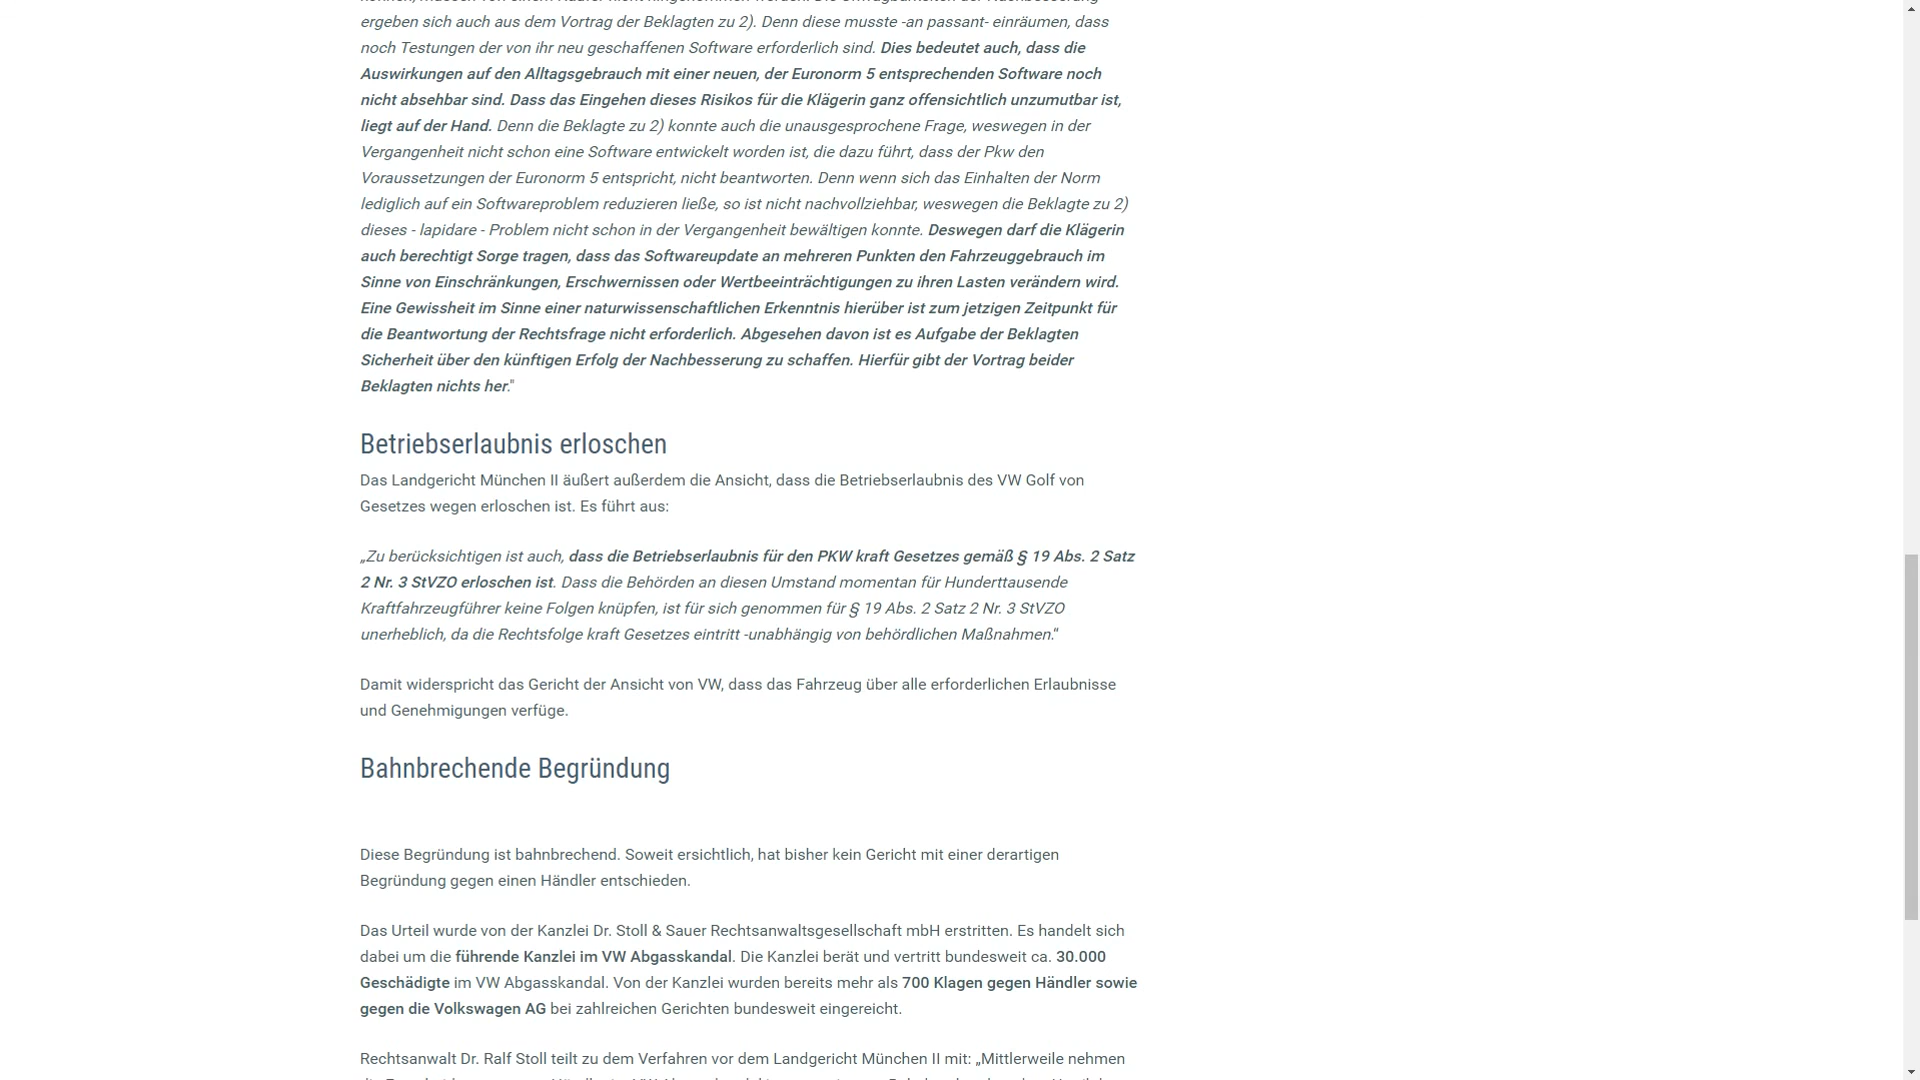 ergeben sich auch aus dem Vortrag der Beklagten zu 2). Denn diese musste -an passant- einräumen, dass
noch Testungen der von ihr neu geschaffenen Software erforderlich sind. Dies bedeutet auch, dass die
Auswirkungen auf den Alltagsgebrauch mit einer neuen, der Euronorm 5 entsprechenden Software noch
nicht absehbar sind. Dass das Eingehen dieses Risikos für die Klägerin ganz offensichtlich unzumutbar ist,
liegt auf der Hand. Denn die Beklagte zu 2) konnte auch die unausgesprochene Frage, weswegen in der
Vergangenheit nicht schon eine Software entwickelt worden ist, die dazu führt, dass der Pkw den
Voraussetzungen der Euronorm 5 entspricht, nicht beantworten. Denn wenn sich das Einhalten der Norm
lediglich auf ein Softwareproblem reduzieren ließe, so ist nicht nachvollziehbar, weswegen die Beklagte zu 2)
dieses - lapidare - Problem nicht schon in der Vergangenheit bewältigen konnte. Deswegen darf die Klägerin
auch berechtigt Sorge tragen, dass das Softwareupdate an mehreren Punkten den Fahrzeuggebrauch im
Sinne von Einschränkungen, Erschwernissen oder Wertbeeinträchtigungen zu ihren Lasten verändern wird.
Eine Gewissheit im Sinne einer naturwissenschaftlichen Erkenntnis hierüber ist zum jetzigen Zeitpunkt für
die Beantwortung der Rechtsfrage nicht erforderlich. Abgesehen davon ist es Aufgabe der Beklagten
Sicherheit über den künftigen Erfolg der Nachbesserung zu schaffen. Hierfür gibt der Vortrag beider
Beklagten nichts her."
Betriebserlaubnis erloschen
Das Landgericht München II äußert außerdem die Ansicht, dass die Betriebserlaubnis des VW Golf von
Gesetzes wegen erloschen ist. Es führt aus:
„Zu berücksichtigen ist auch, dass die Betriebserlaubnis für den PKW kraft Gesetzes gemäß § 19 Abs. 2 Satz
2 Nr. 3 StVZO erloschen ist. Dass die Behörden an diesen Umstand momentan für Hunderttausende
Kraftfahrzeugführer keine Folgen knüpfen, ist für sich genommen für § 19 Abs. 2 Satz 2 Nr. 3 StVZO
unerheblich, da die Rechtsfolge kraft Gesetzes eintritt -unabhängig von behördlichen Maßnahmen.“
Damit widerspricht das Gericht der Ansicht von VW, dass das Fahrzeug über alle erforderlichen Erlaubnisse
und Genehmigungen verfüge.
Bahnbrechende Begründung
Diese Begründung ist bahnbrechend. Soweit ersichtlich, hat bisher kein Gericht mit einer derartigen
Begründung gegen einen Händler entschieden.
Das Urteil wurde von der Kanzlei Dr. Stoll & Sauer Rechtsanwaltsgesellschaft mbH erstritten. Es handelt sich
dabei um die führende Kanzlei im VW Abgasskandal. Die Kanzlei berät und vertritt bundesweit ca. 30.000
Geschädigte im VW Abgasskandal. Von der Kanzlei wurden bereits mehr als 700 Klagen gegen Händler sowie
gegen die Volkswagen AG bei zahlreichen Gerichten bundesweit eingereicht.
Rechtsanwalt Dr. Ralf Stoll teilt zu dem Verfahren vor dem Landgericht München II mit: „Mittlerweile nehmen